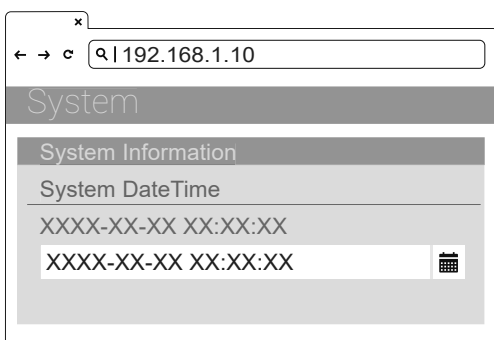 192.168.1.10
System
System Information
System DateTime
XXXX-XX-XX XX:XX:XX
XXXX-XX-XX XX:XX:XX